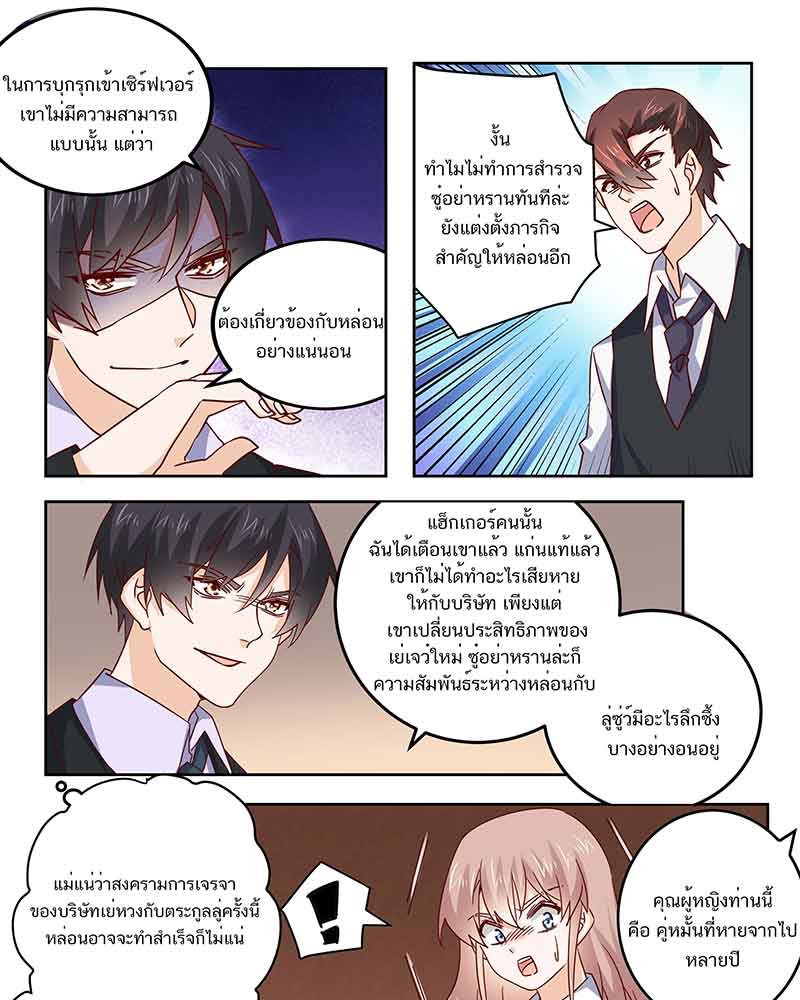 ในการบุกรุกเข้าเซิร์ฟเวอร์
เขาไม่มีความสามารถ
แบบนั้น แต่ว่า
ต้องเกี่ยวข้องกับหล่อน
อย่างแน่นอน
งั้น
ทำไมไม่ทำการสำรวจ
ซู๋อย่าหรานทันทีล่ะ
ยังแต่งตั้งภารกิจ
สำคัญให้หล่อนอีก
แฮ็กเกอร์คนนั้น
ฉันได้เตือนเขาแล้ว แก่นแท้แล้ว
เขาก็ไม่ได้ทำอะไรเสียหาย
ให้กับบริษัท เพียงแต่
เขาเปลี่ยนประสิทธิภาพของ
เย่เจว๋ใหม่ ซู๋อย่าหรานล่ะก็
ความสัมพันธ์ระหว่างหล่อนกับ
ลู่ซู่ว์มีอะไรลึกซึ้ง
บางอย่างอนอยู่
แม่แน่ว่าสงครามการเจรจา
ของบริษัทเย่หวงกับตระกูลลู่ครั้งนี้
หล่อนอาจจะทำสำเร็จก็ไม่แน่
!
คุณผู้หญิงท่านนี้
คือ คู่หมั้นที่หายจากไป
หลายปี